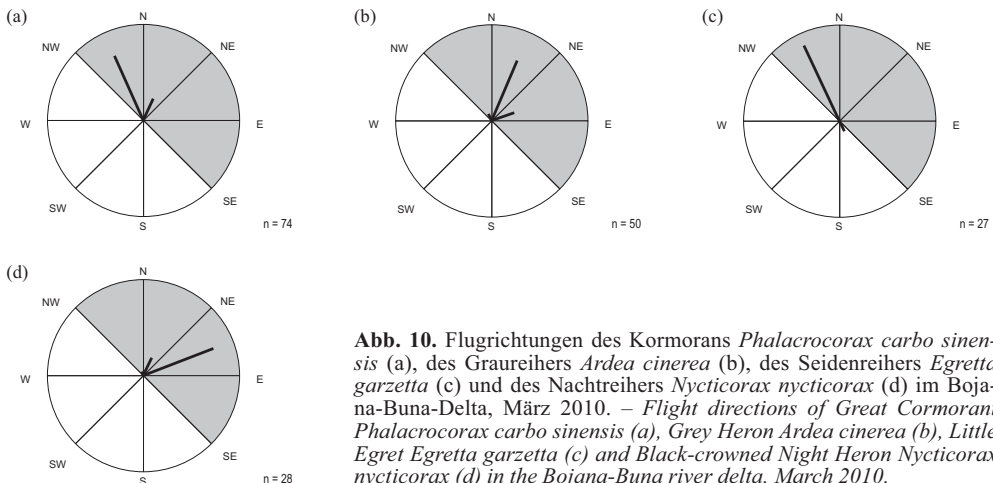 (a)
N
NW
NE
W
E
SW
SE
S
n = 74
(b)
N
NW
NE
W
E
SW
SE
S
n = 50
(c)
N
NW
NE
W
E
SW
SE
S
n = 27
(d)
N
NW
NE
W
E
SW
SE
S
n = 28
Abb. 10. Flugrichtungen des Kormorans Phalacrocorax carbo sinen-
sis (a), des Graureihers Ardea cinerea (b), des Seidenreihers Egretta
garzetta (c) und des Nachtreihers Nycticorax nycticorax (d) im Boja-
na-Buna-Delta, März 2010. – Flight directions of Great Cormorant
Phalacrocorax carbo sinensis (a), Grey Heron Ardea cinerea (b), Little
Egret Egretta garzetta (c) and Black-crowned Night Heron Nycticorax
nycticorax (d) in the Bojana-Buna river delta, March 2010.